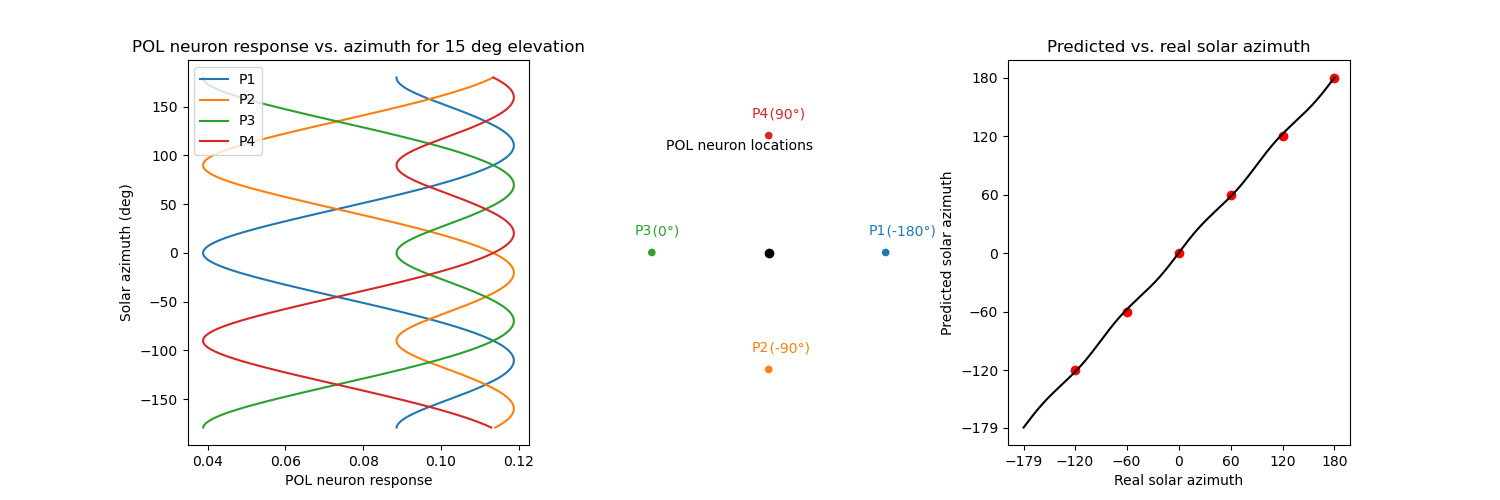 POL neuron response vs. azimuth for 15 deg elevation
P1
P2
P3
P4
150
100
50
0
−50
−100
−150
Solar azimuth (deg)
0.04 0.06 0.08 0.10 0.12
POL neuron response
P4(90°)
POL neuron locations
P3(0°)
P1(-180°)
P2(-90°)
Predicted vs. real solar azimuth
180
120
60
0
−60
−120
−179
Predicted solar azimuth
−179 −120 −60 0 60 120 180
Real solar azimuth